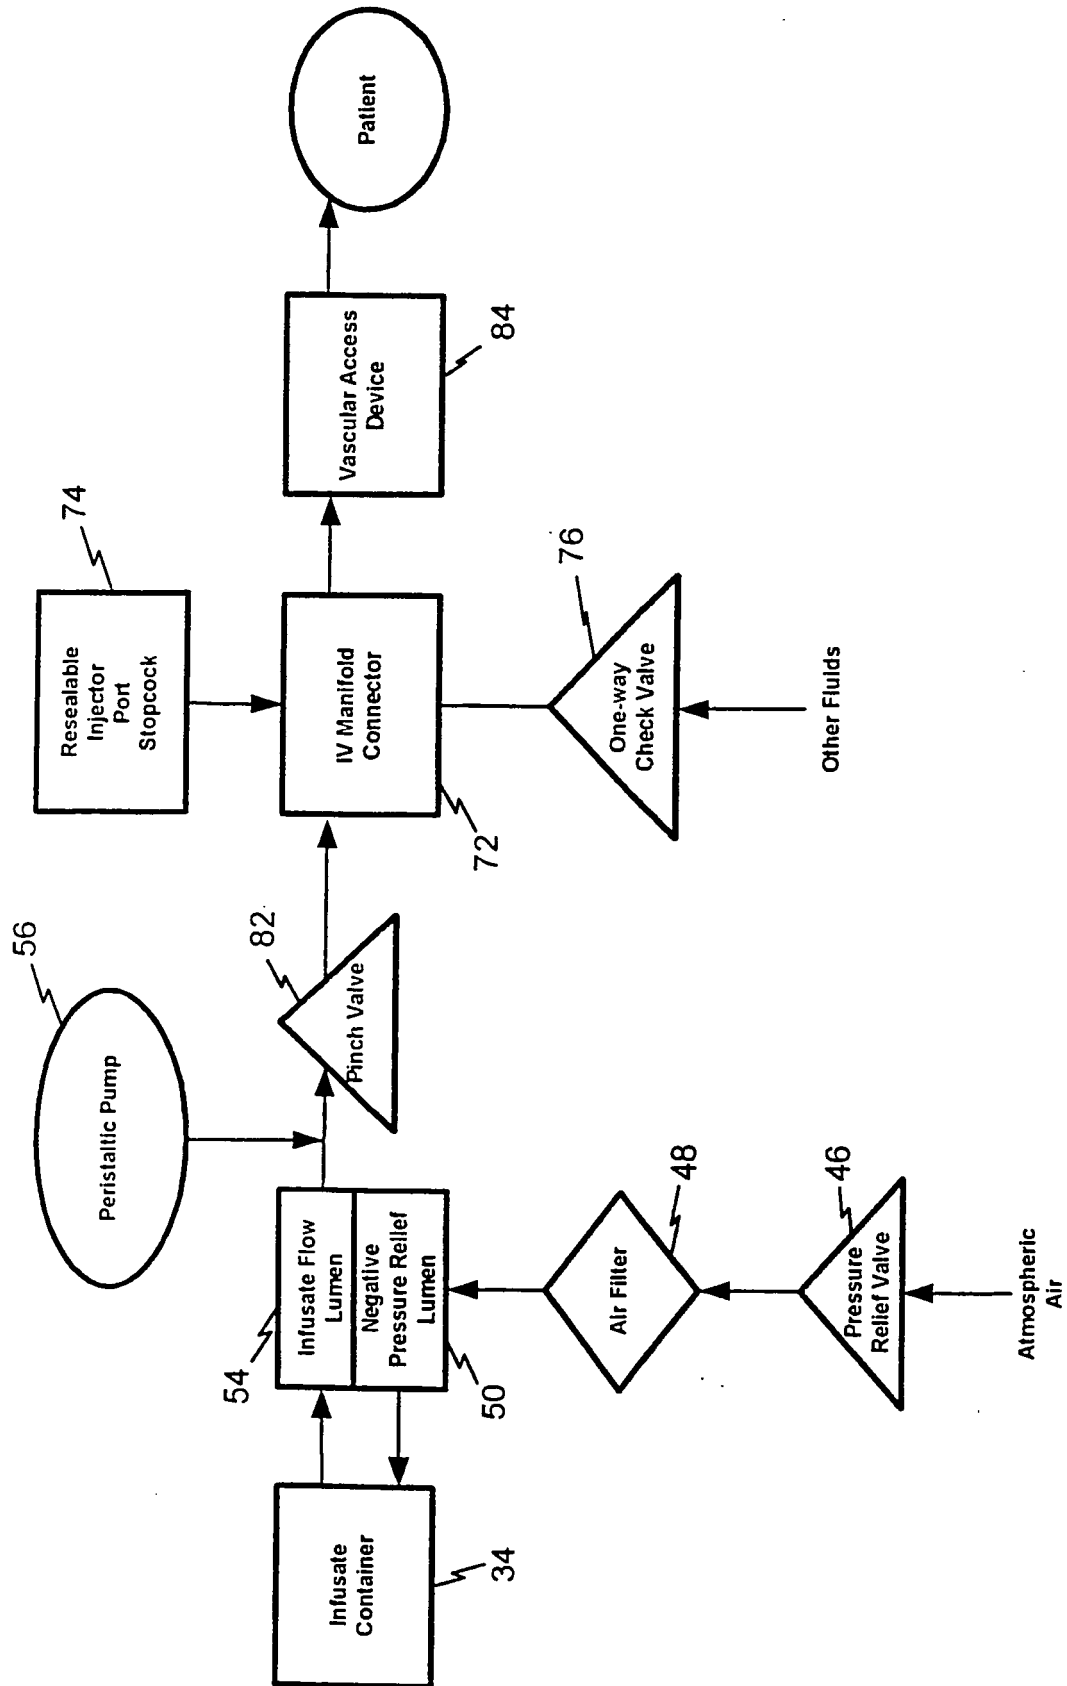 56
Peristaltic Pump
74
Resealable
Injector
Port
Stopcock
54
Infusate Flow
Lumen
Negative
Pressure Relief
Lumen
50
Infusate
Container
34
82
Pinch Valve
IV Manifold
Connector
72
Vascular Access
Device
84
Patient
Air Filter
48
46
Pressure
Relief Valve
Atmospheric
Air
76
One-way
Check Valve
Other Fluids